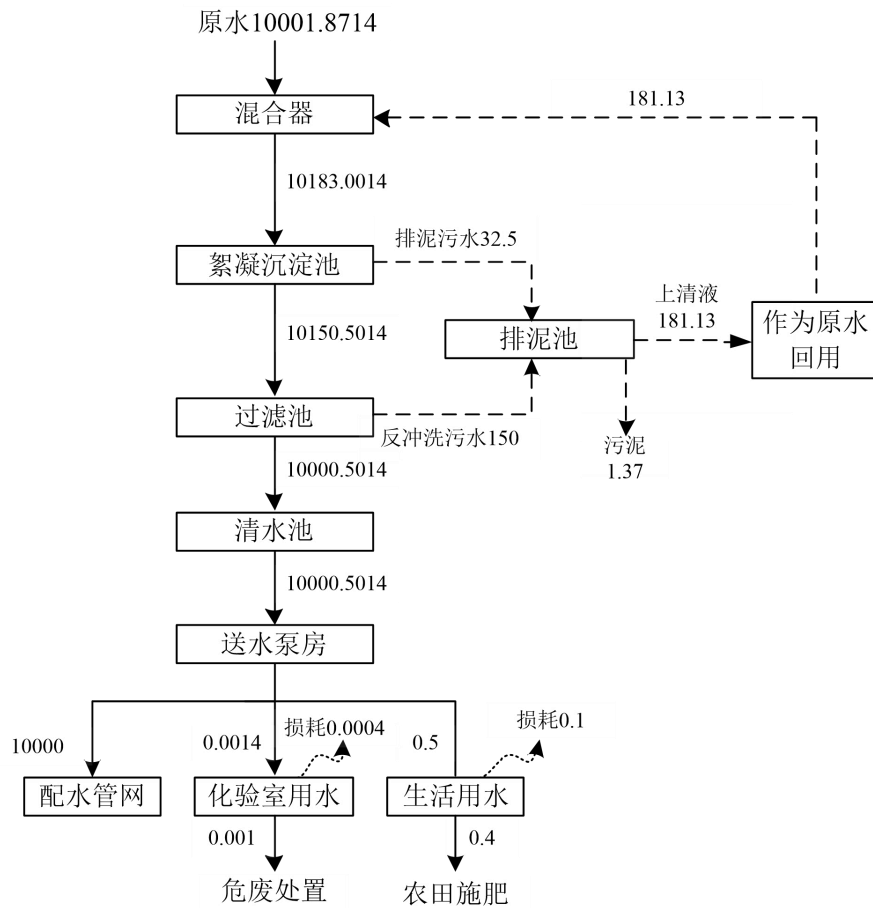 原水10001.8714
181.13
混合器
10183.0014
排泥污水32.5
絮凝沉淀池
上清液
181.13
作为原水
回用
排泥池
10150.5014
过滤池
反冲洗污水150
污泥
1.37
10000.5014
清水池
10000.5014
送水泵房
损耗0.0004
损耗0.1
10000
0.0014
0.5
配水管网
化验室用水
生活用水
0.001
0.4
危废处置
农田施肥